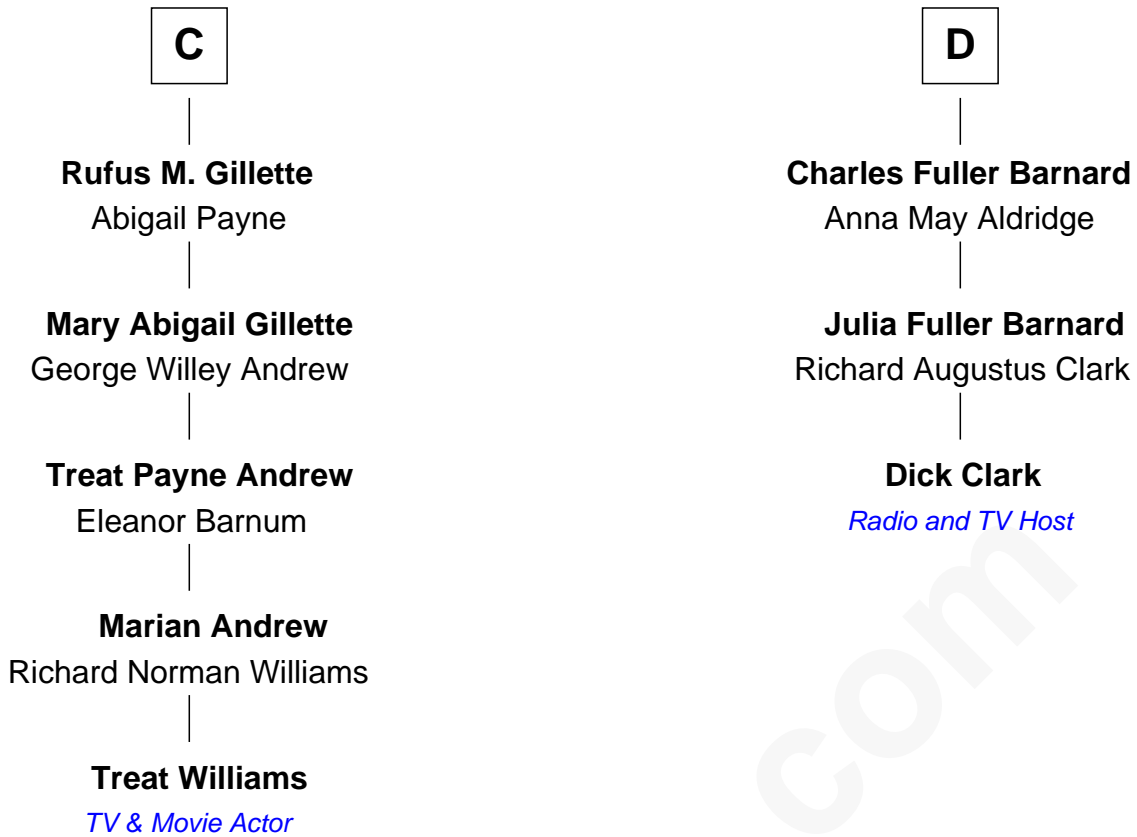 C
Rufus M. Gillette
Abigail Payne
Mary Abigail Gillette
George Willey Andrew
Treat Payne Andrew
Eleanor Barnum
Marian Andrew
Richard Norman Williams
Treat Williams
TV & Movie Actor
D
Charles Fuller Barnard
Anna May Aldridge
Julia Fuller Barnard
Richard Augustus Clark
Dick Clark
Radio and TV Host
com